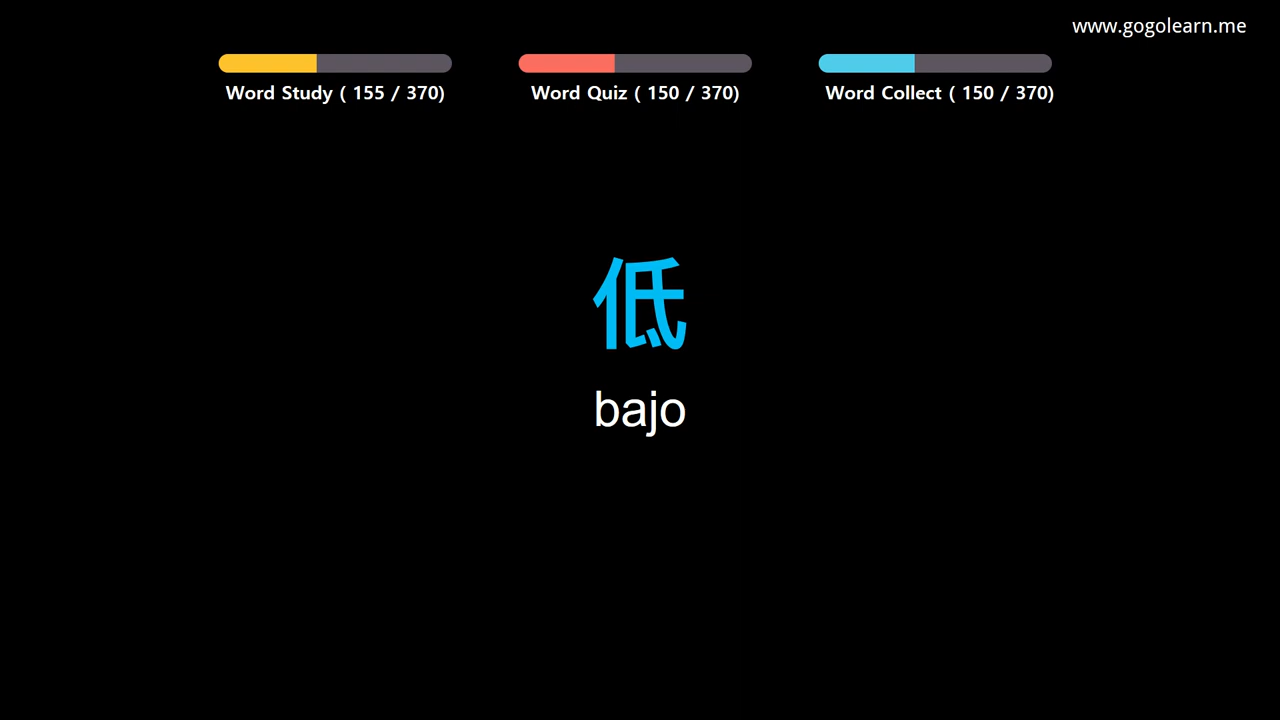 www.gogolearn.me
Word Study ( 155 / 370)
Word Quiz ( 150 / 370)
Word Collect ( 150 / 370)
低
bajo